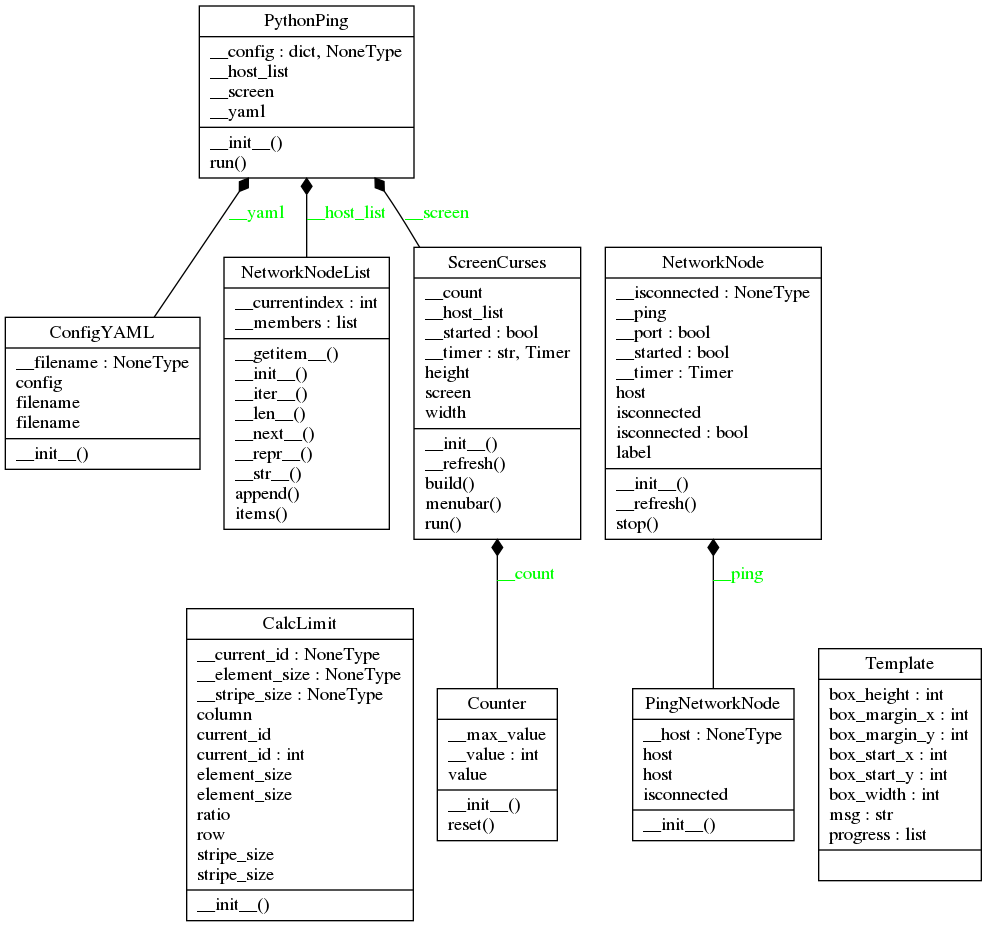 PythonPing
__config : dict, NoneType
__host_list
__screen
__yaml
__init__()
run()
__yaml
__host_list
__screen
ConfigYAML
__filename : NoneType
config
filename
filename
__init__()
NetworkNodeList
__currentindex : int
__members : list
__getitem__()
__init__()
__iter__()
__len__()
__next__()
__repr__()
__str__()
append()
items()
ScreenCurses
__count
__host_list
__started : bool
__timer : str, Timer
height
screen
width
__init__()
__refresh()
build()
menubar()
run()
NetworkNode
__isconnected : NoneType
__ping
__port : bool
__started : bool
__timer : Timer
host
isconnected
isconnected : bool
label
__init__()
__refresh()
stop()
__count
__ping
CalcLimit
__current_id : NoneType
__element_size : NoneType
__stripe_size : NoneType
column
current_id
current_id : int
element_size
element_size
ratio
row
stripe_size
stripe_size
__init__()
Counter
__max_value
__value : int
value
__init__()
reset()
PingNetworkNode
__host : NoneType
host
host
isconnected
__init__()
Template
box_height : int
box_margin_x : int
box_margin_y : int
box_start_x : int
box_start_y : int
box_width : int
msg : str
progress : list